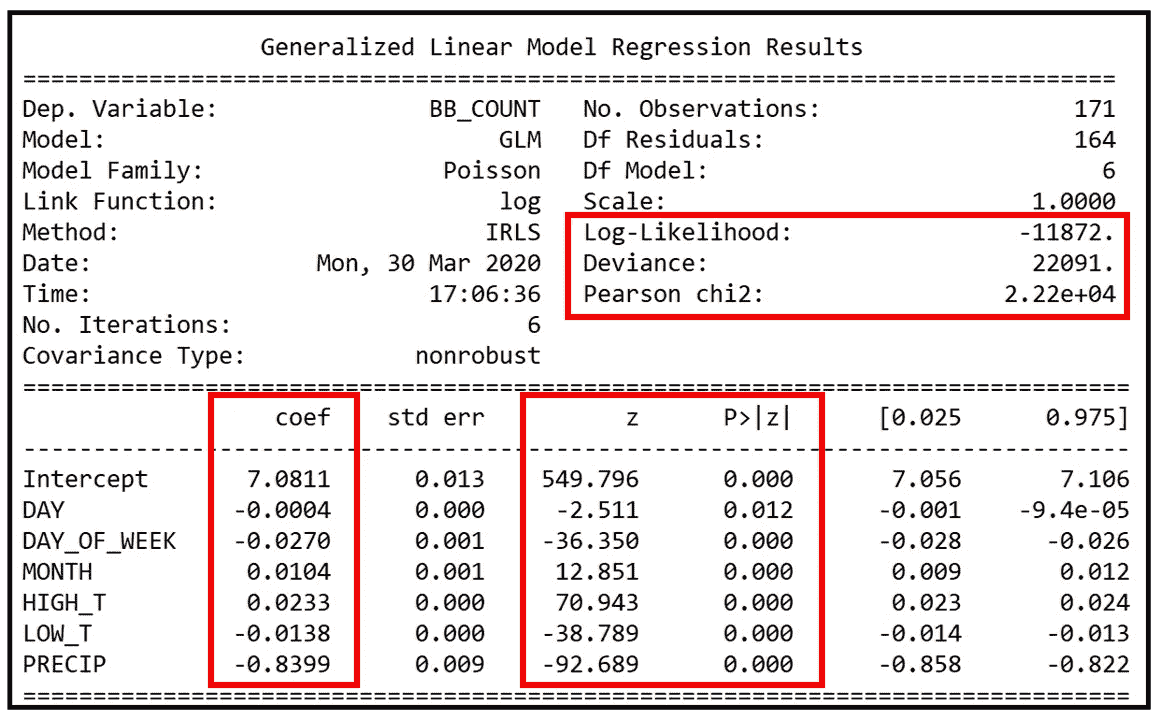 Generalized Linear Model Regression Results
==============================================================================
Dep. Variable: BB_COUNT No. Observations: 171
Model: GLM Df Residuals: 164
Model Family: Poisson Df Model: 6
Link Function: log Scale: 1.0000
Method: IRLS Log-Likelihood: -11872.
Date: Mon, 30 Mar 2020 Deviance: 22091.
Time: 17:06:36 Pearson chi2: 2.22e+04
No. Iterations: 6
Covariance Type: nonrobust
===============================================================================
coef std err z P>|z| [0.025 0.975]
-------------------------------------------------------------------------------
Intercept 7.0811 0.013 549.796 0.000 7.056 7.106
DAY -0.0004 0.000 -2.511 0.012 -0.001 -9.4e-05
DAY_OF_WEEK -0.0270 0.001 -36.350 0.000 -0.028 -0.026
MONTH 0.0104 0.001 12.851 0.000 0.009 0.012
HIGH_T 0.0233 0.000 70.943 0.000 0.023 0.024
LOW_T -0.0138 0.000 -38.789 0.000 -0.014 -0.013
PRECIP -0.8399 0.009 -92.689 0.000 -0.858 -0.822
===============================================================================